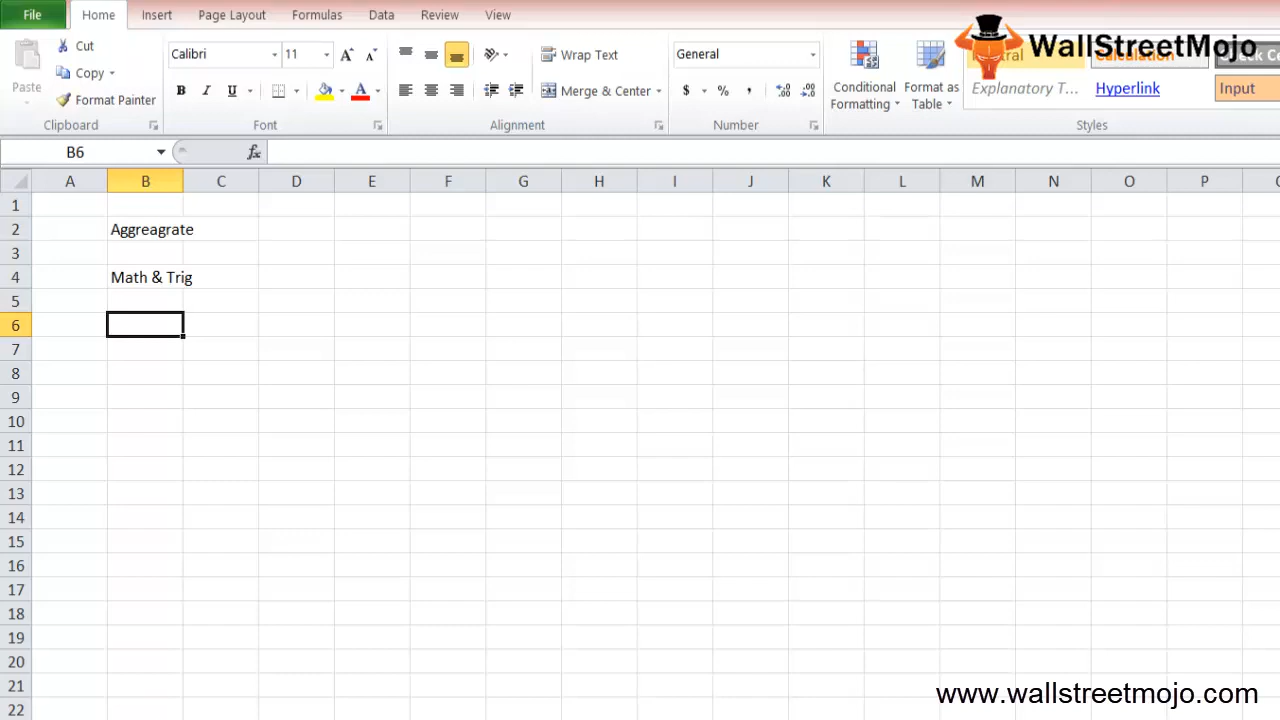 File Home Insert Page Layout Formulas Data Review View
WallStreetMojo
Cut
Copy
Format Painter
Paste
Clipboard
Calibri 11
B I U A
Font
Wrap Text
Merge & Center
Alignment
General
$ % ,
Number
Conditional Formatting
Format as Table
Calculation
Explanatory T... Hyperlink Input
Styles
B6 fx
A B C D E F G H I J K L M N O P
1
2 Aggreagrate
3
4 Math & Trig
5
6
7
8
9
10
11
12
13
14
15
16
17
18
19
20
21
22
www.wallstreetmojo.com